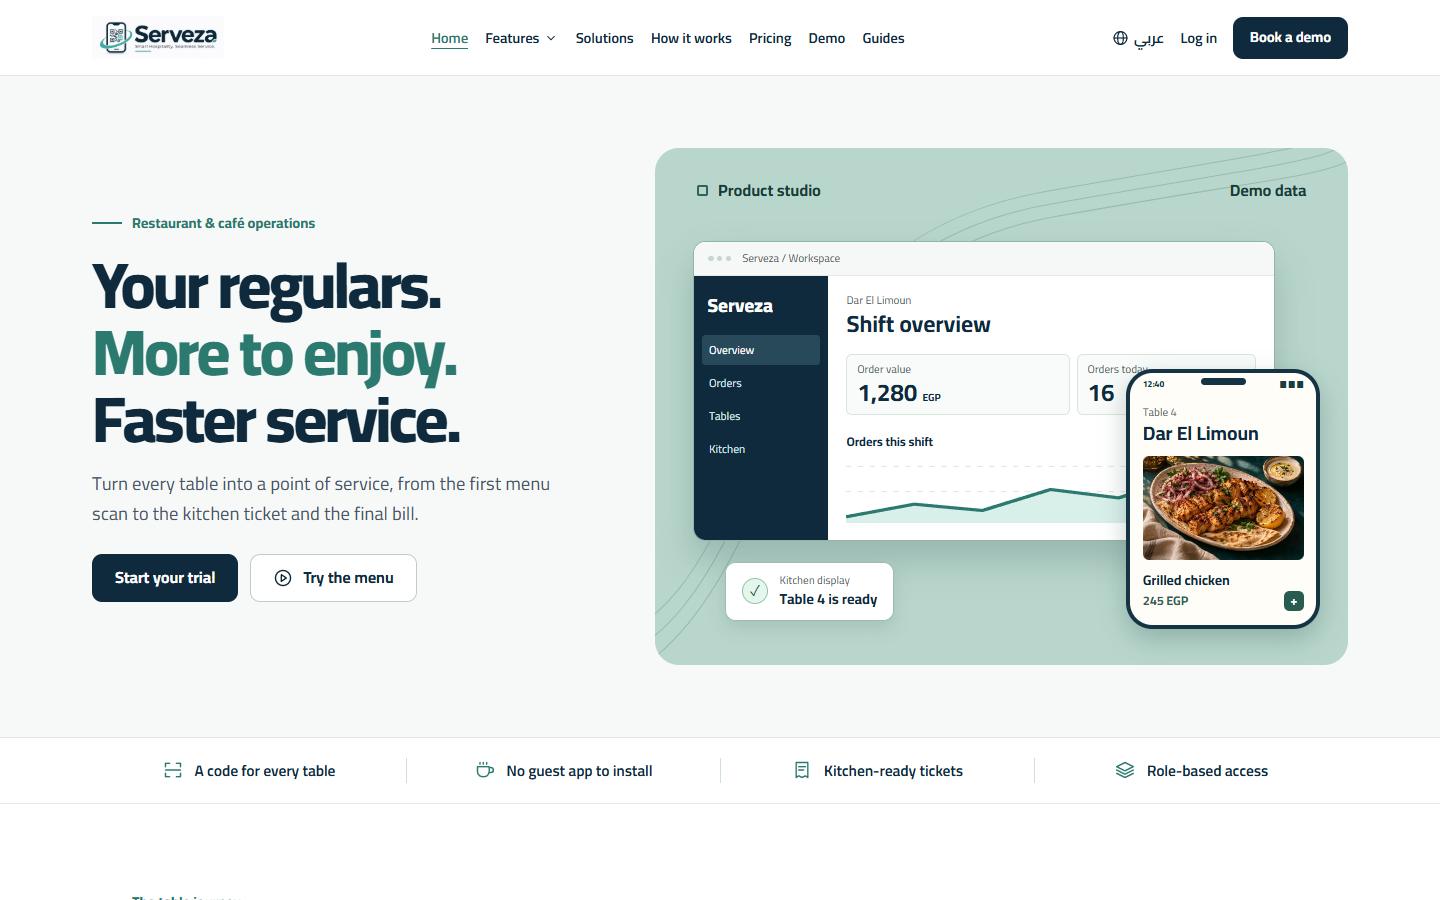 Serveza
Smart Hospitality. Seamless Service.
Home
Features
Solutions
How it works
Pricing
Demo
Guides
عربي
Log in
Book a demo
Restaurant & café operations
Your regulars.
More to enjoy.
Faster service.
Turn every table into a point of service, from the first menu
scan to the kitchen ticket and the final bill.
Start your trial
Try the menu
Product studio
Demo data
Serveza / Workspace
Serveza
Overview
Orders
Tables
Kitchen
Dar El Limoun
Shift overview
Order value
1,280 EGP
Orders today
16
Orders this shift
12:40
Table 4
Dar El Limoun
Grilled chicken
245 EGP
+
Kitchen display
Table 4 is ready
A code for every table
No guest app to install
Kitchen-ready tickets
Role-based access